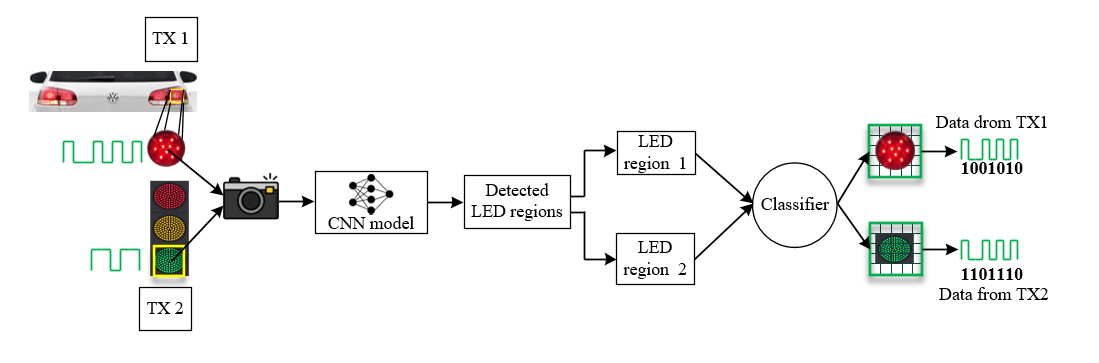 TX 1
TX 2
CNN model
Detected
LED regions
LED
region 1
LED
region 2
Classifier
Data drom TX1
1001010
1101110
Data from TX2